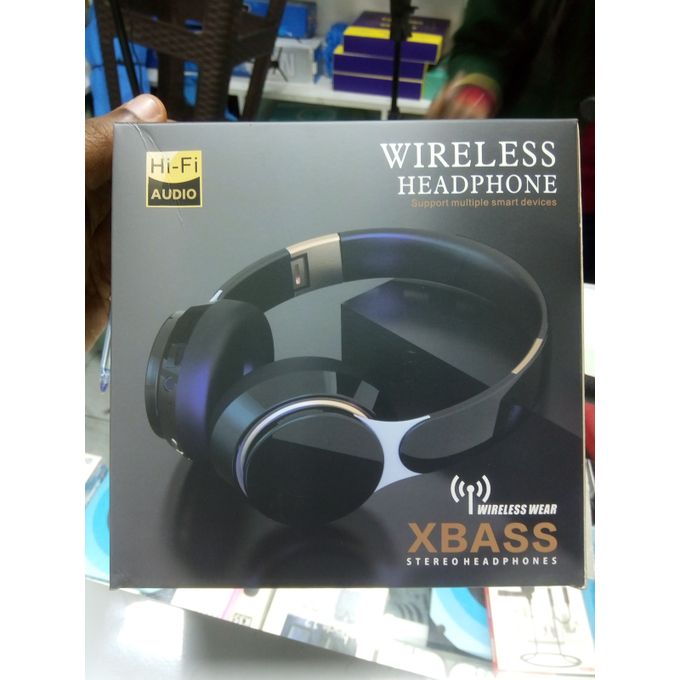 Hi-Fi
AUDIO
WIRELESS
HEADPHONE
Support multiple smart devices
WIRELESS WEAR
XBASS
STEREO HEADPHONES